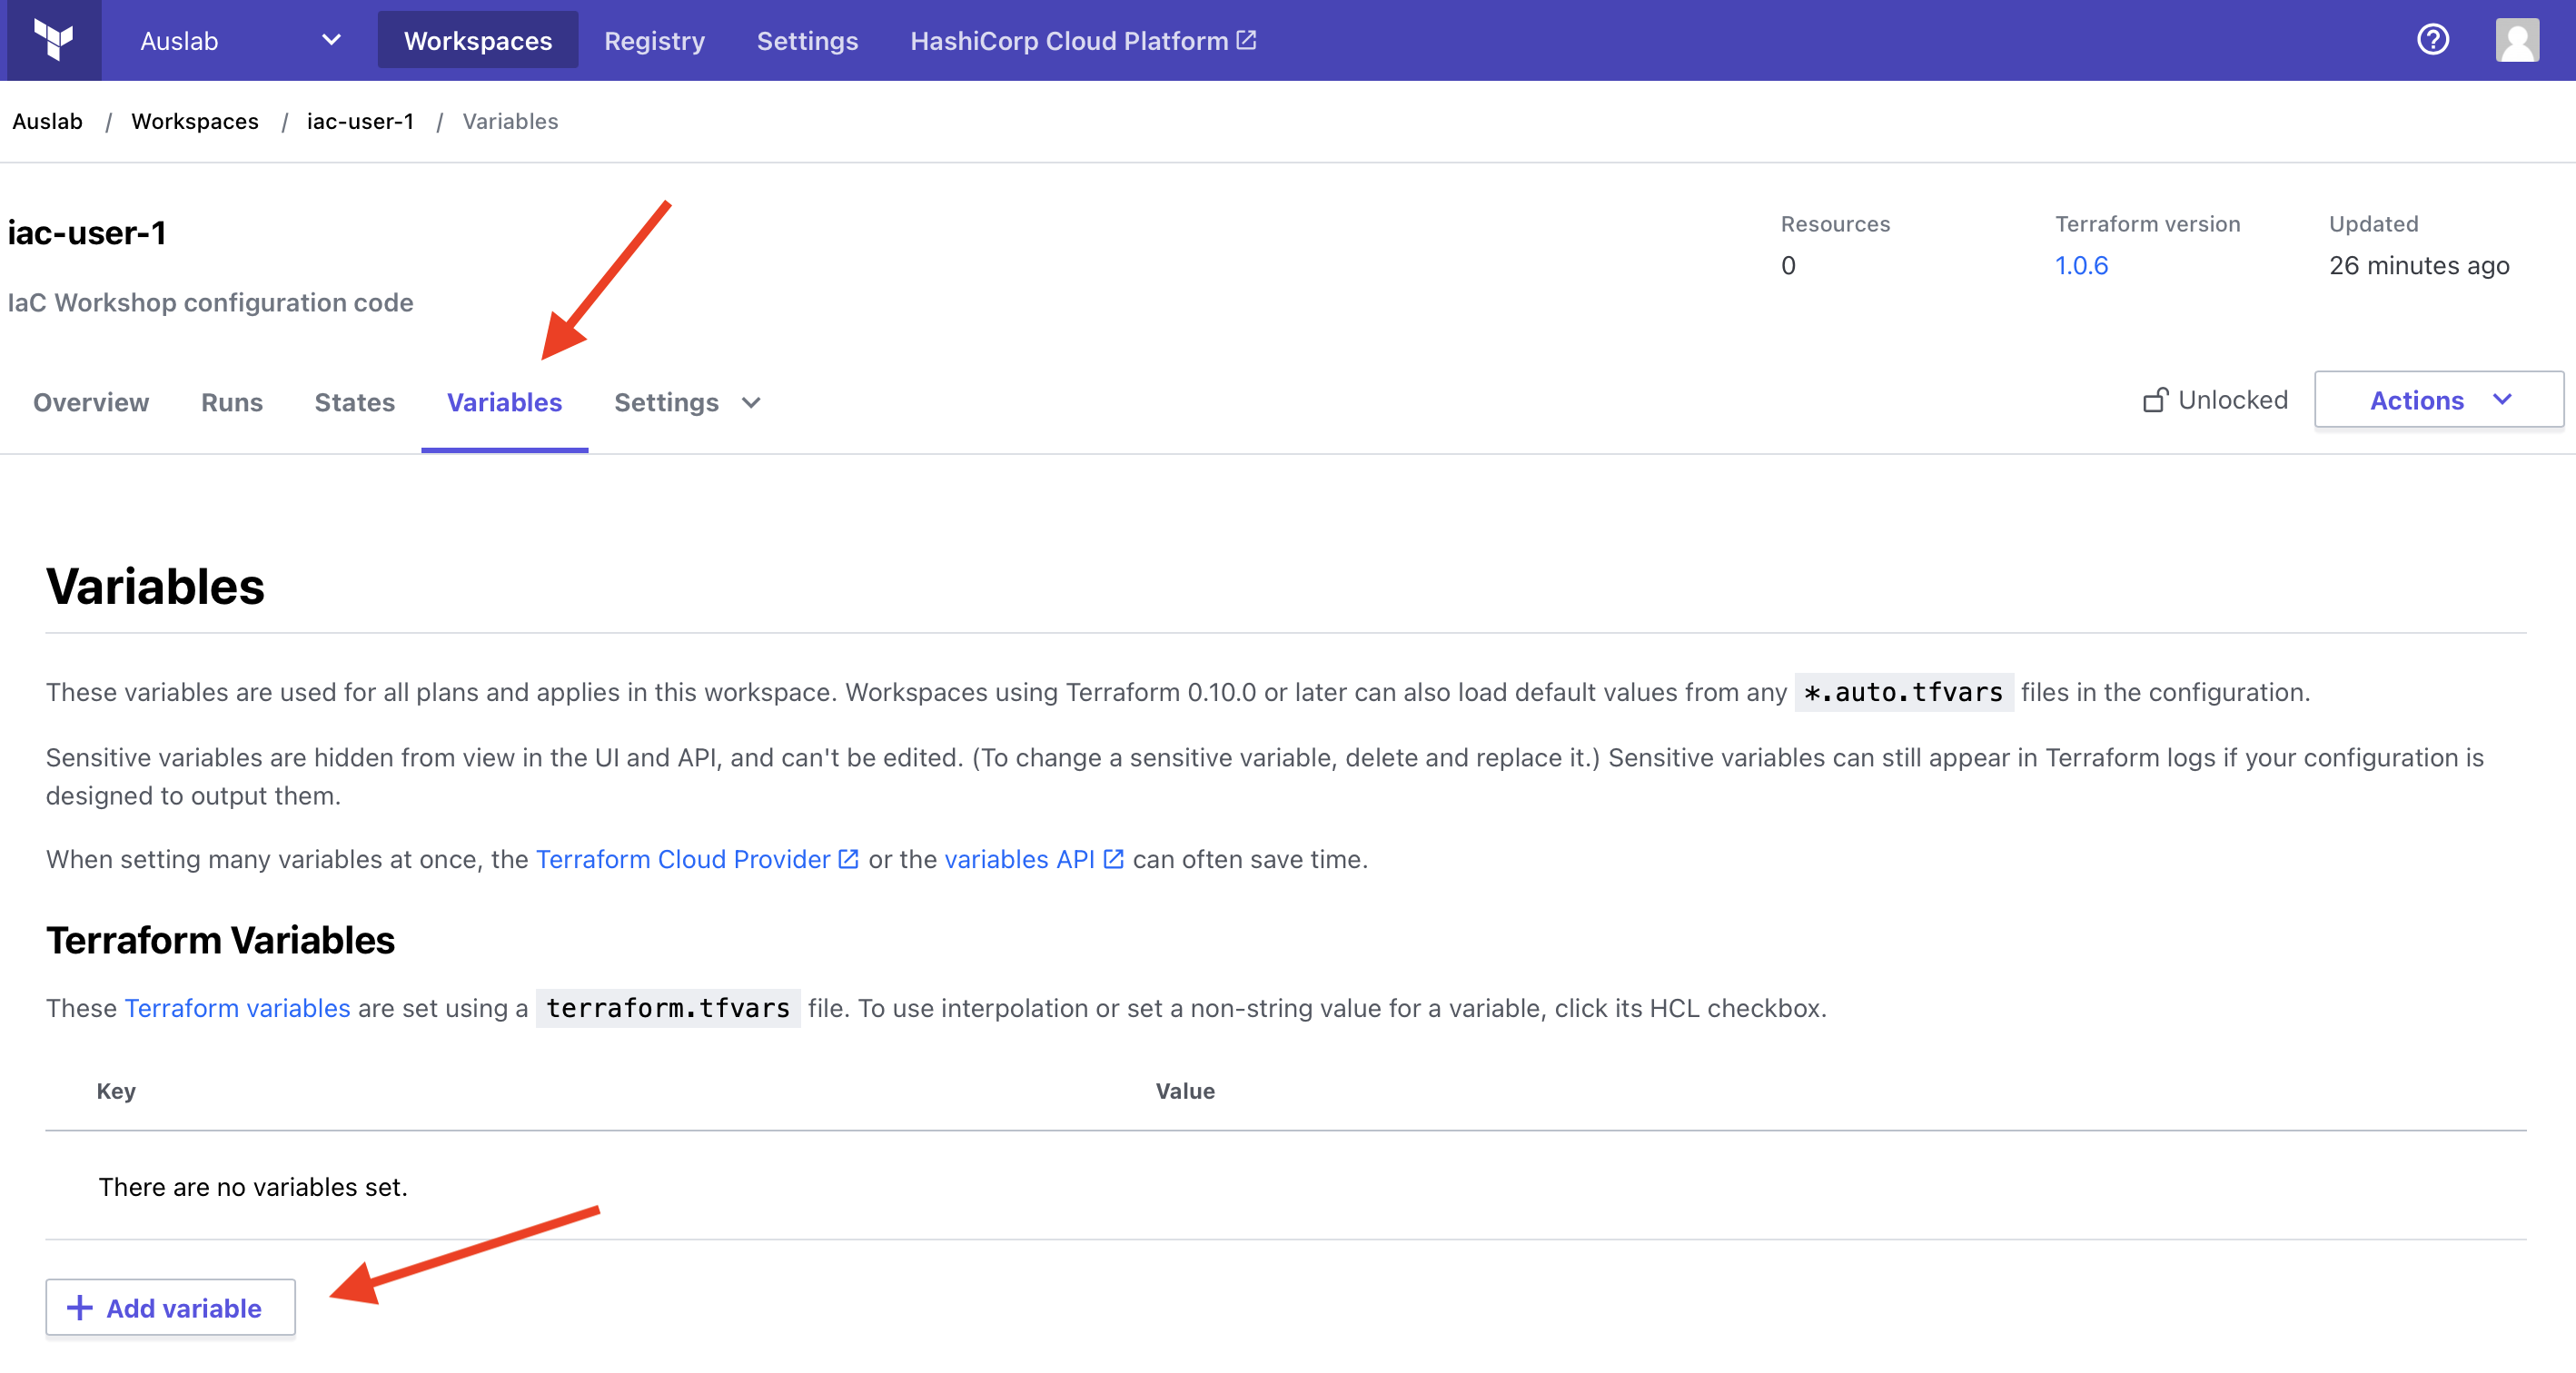 Auslab Workspaces Registry Settings HashiCorp Cloud Platform
Auslab / Workspaces / iac-user-1 / Variables
iac-user-1
IaC Workshop configuration code
Resources Terraform version Updated
0 1.0.6 26 minutes ago
Overview Runs States Variables Settings Unlocked Actions
Variables
These variables are used for all plans and applies in this workspace. Workspaces using Terraform 0.10.0 or later can also load default values from any *.auto.tfvars files in the configuration.
Sensitive variables are hidden from view in the UI and API, and can't be edited. (To change a sensitive variable, delete and replace it.) Sensitive variables can still appear in Terraform logs if your configuration is
designed to output them.
When setting many variables at once, the Terraform Cloud Provider or the variables API can often save time.
Terraform Variables
These Terraform variables are set using a terraform.tfvars file. To use interpolation or set a non-string value for a variable, click its HCL checkbox.
Key Value
There are no variables set.
+ Add variable